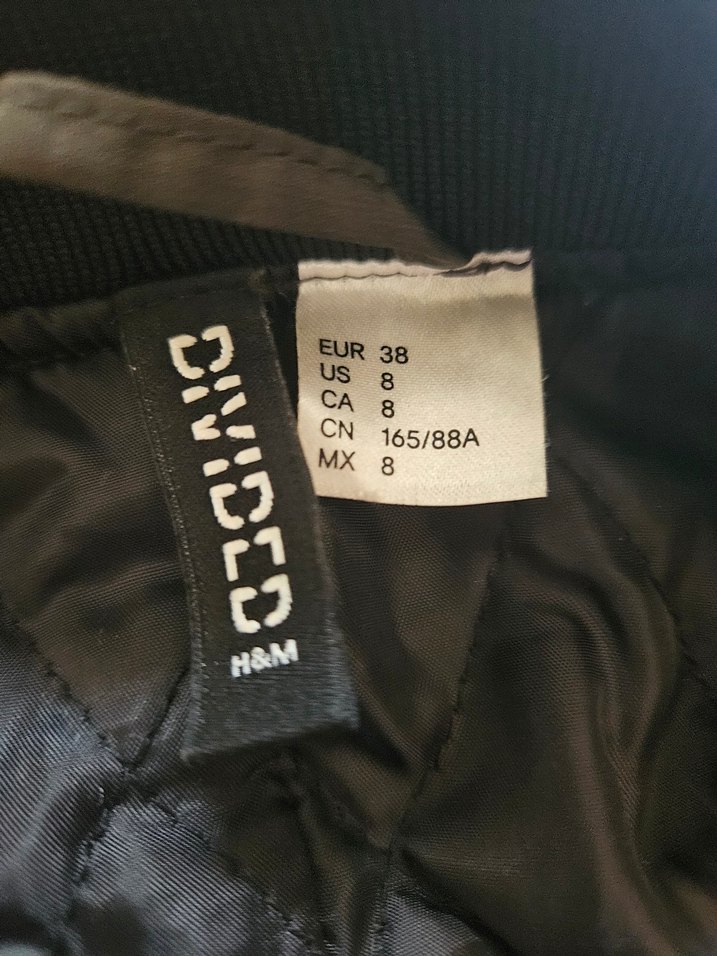 DIVIDED
H&M
EUR 38
US 8
CA 8
CN 165/88A
MX 8